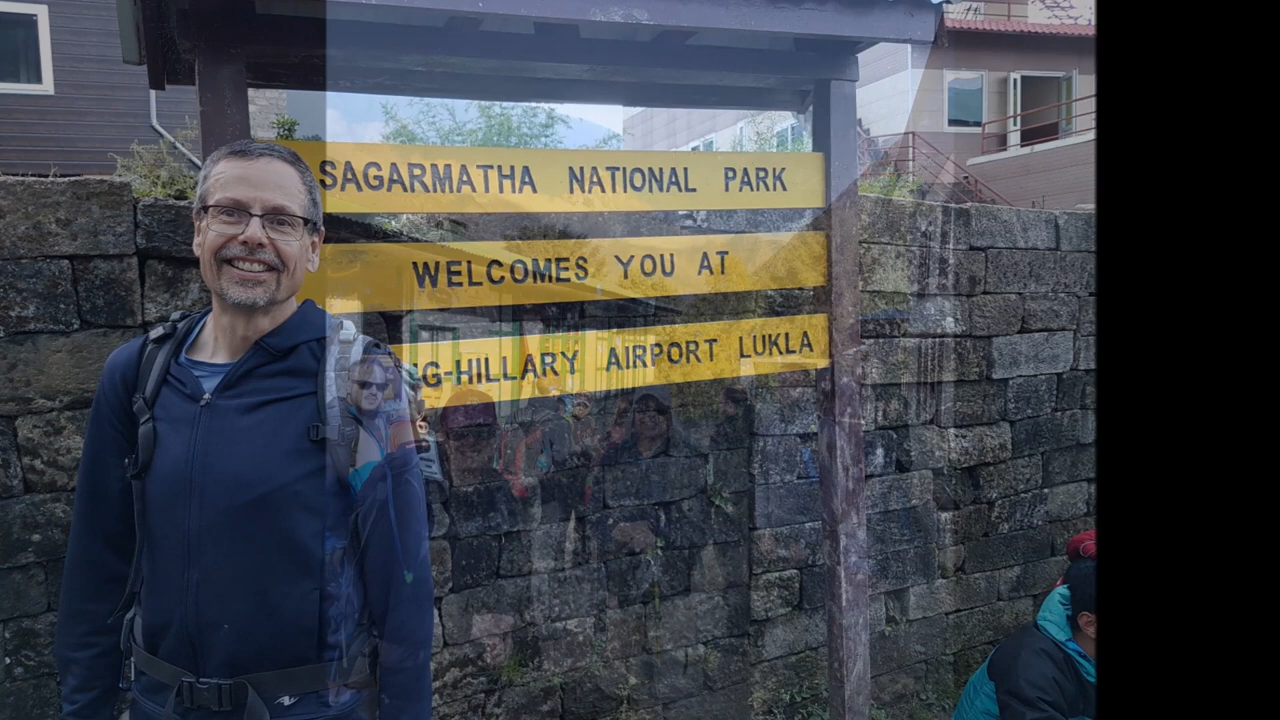 SAGARMATHA NATIONAL PARK
WELCOMES YOU AT
G-HILLARY AIRPORT LUKLA